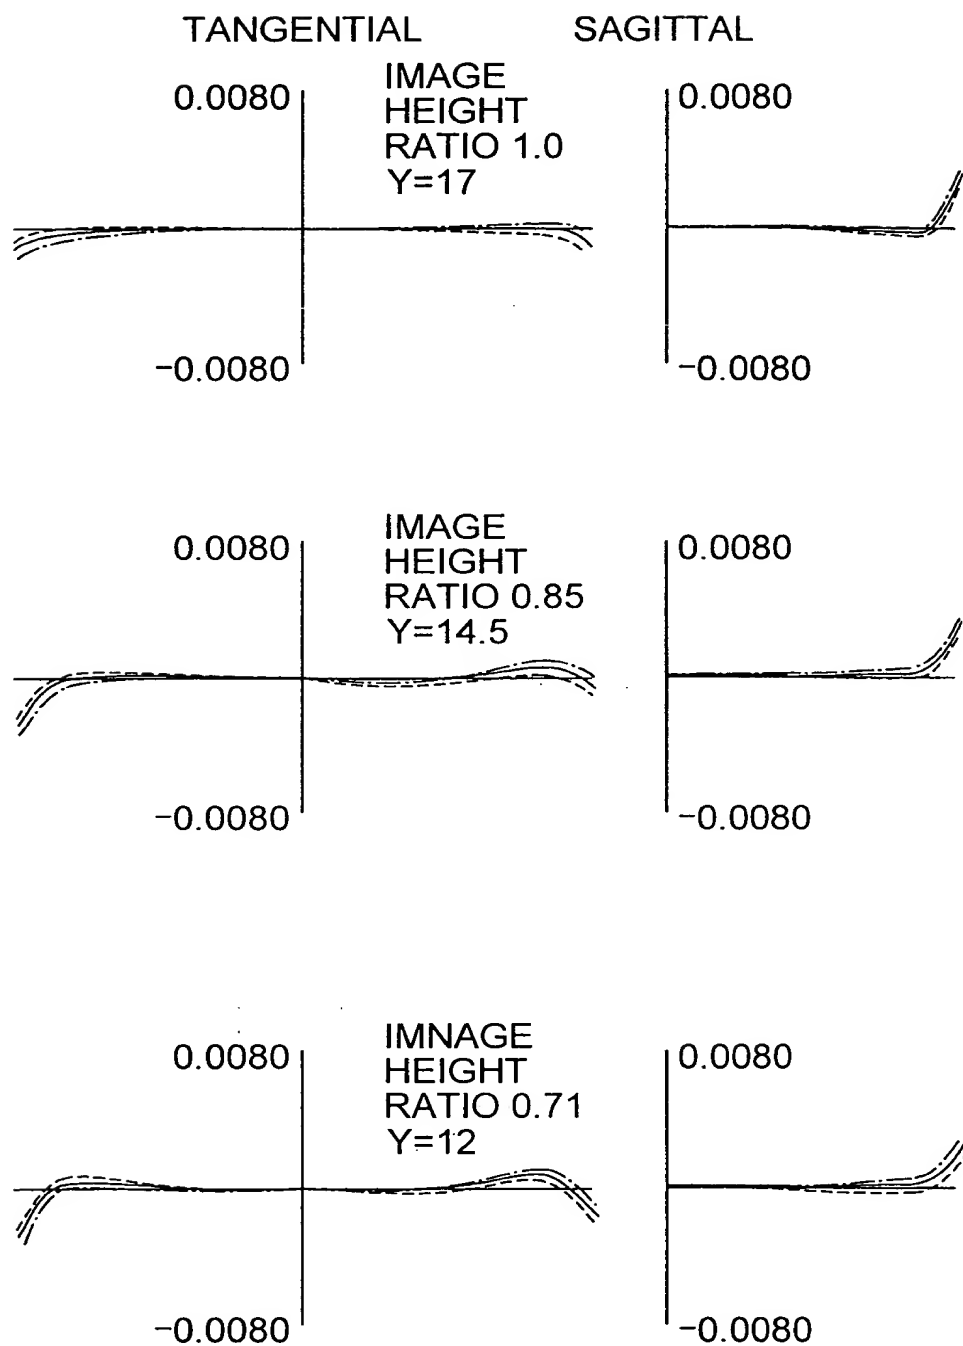 TANGENTIAL SAGITTAL
IMAGE
HEIGHT
RATIO 1.0
Y=17
0.0080
0.0080
-0.0080
-0.0080
IMAGE
HEIGHT
RATIO 0.85
Y=14.5
0.0080
0.0080
-0.0080
-0.0080
IMNAGE
HEIGHT
RATIO 0.71
Y=12
0.0080
0.0080
-0.0080
-0.0080